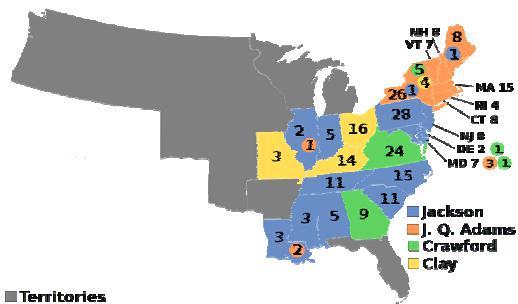 NH 8
8
VT 7
1
5
4
26
1
MA 15
RI 4
CT 8
28
NJ 8
DE 2 1
MD 7 3 1
2
1
5
16
3
14
24
11
15
11
3
5
9
3
2
Jackson
J. Q. Adams
Crawford
Clay
Territories